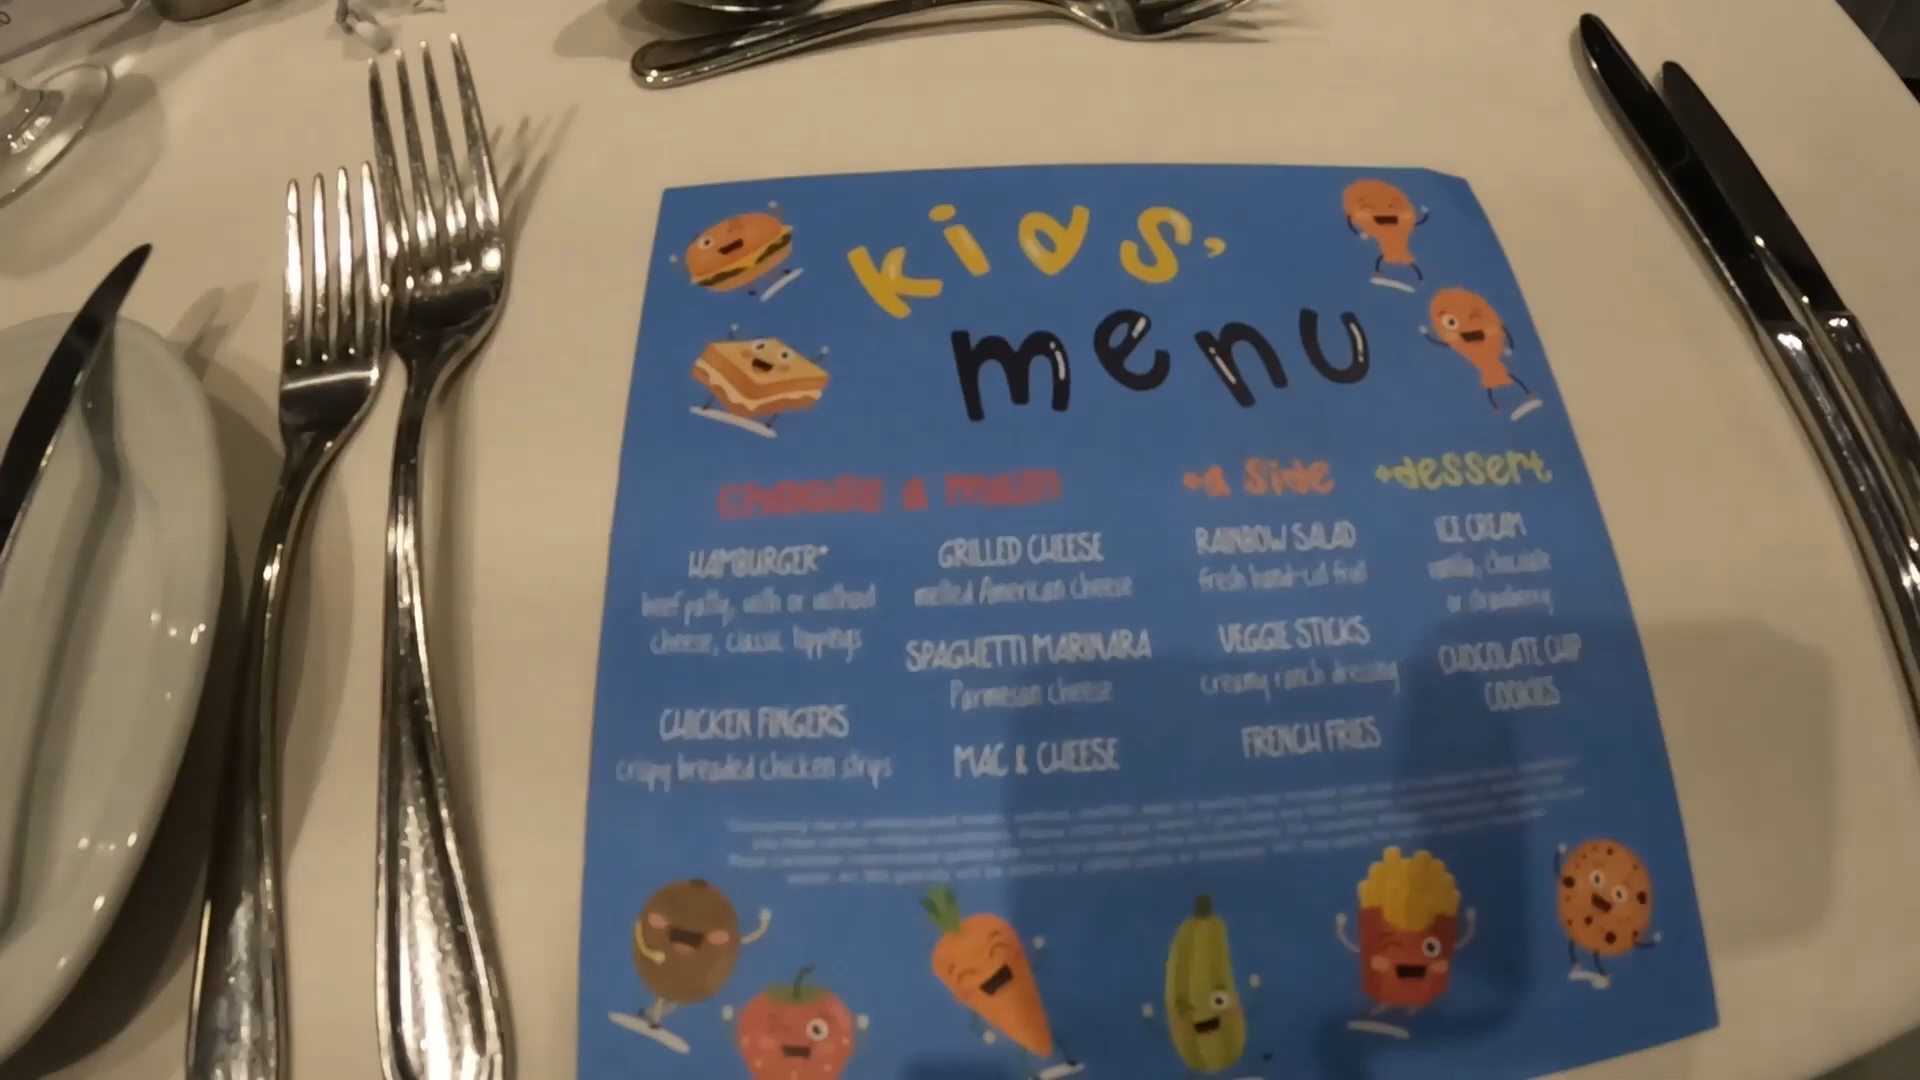 kids'
menu
choose a main
+a side
+dessert
HAMBURGER*
beef patty, with or without
cheese, classic toppings
CHICKEN FINGERS
crispy breaded chicken strips
GRILLED CHEESE
melted American cheese
SPAGHETTI MARINARA
Parmesan cheese
MAC & CHEESE
RAINBOW SALAD
fresh hand-cut fruit
VEGGIE STICKS
creamy ranch dressing
FRENCH FRIES
ICE CREAM
vanilla, chocolate
or strawberry
CHOCOLATE CHIP
COOKIES